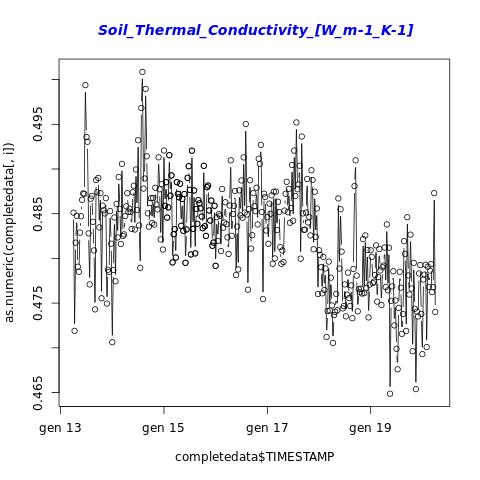 Soil_Thermal_Conductivity_[W_m-1_K-1]
as.numeric(completedata[, i])
0.495
0.485
0.475
0.465
gen 13 gen 15 gen 17 gen 19
completedata$TIMESTAMP